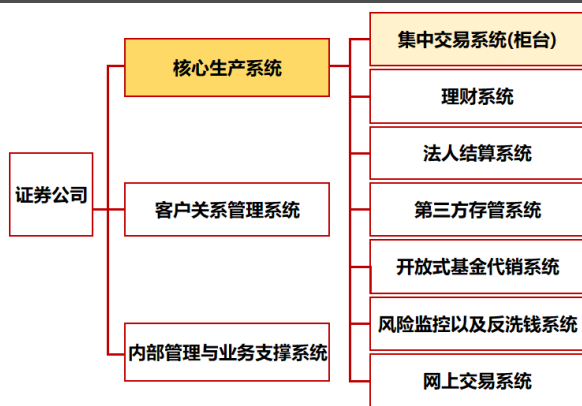 证券公司
核心生产系统
客户关系管理系统
内部管理与业务支撑系统
集中交易系统(柜台)
理财系统
法人结算系统
第三方存管系统
开放式基金代销系统
风险监控以及反洗钱系统
网上交易系统